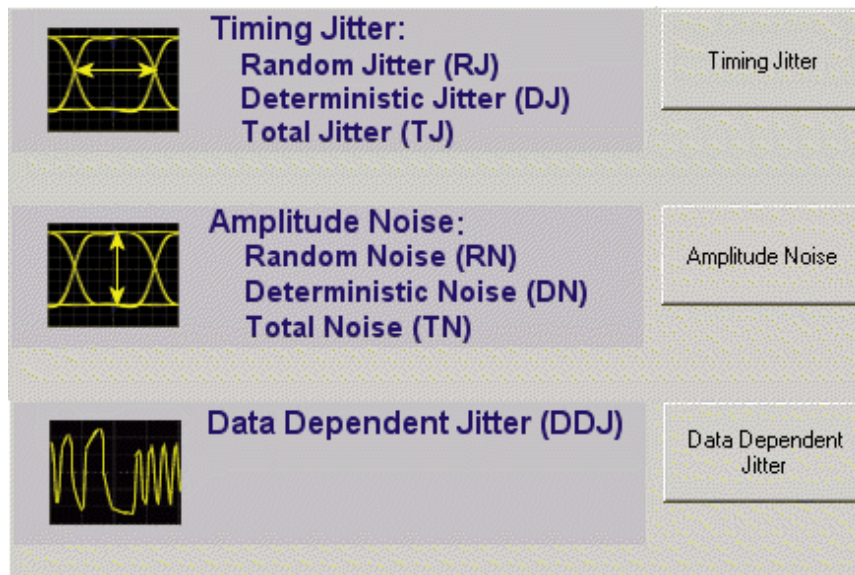 Timing Jitter:
Random Jitter (RJ)
Deterministic Jitter (DJ)
Total Jitter (TJ)
Timing Jitter
Amplitude Noise:
Random Noise (RN)
Deterministic Noise (DN)
Total Noise (TN)
Amplitude Noise
Data Dependent Jitter (DDJ)
Data Dependent
Jitter